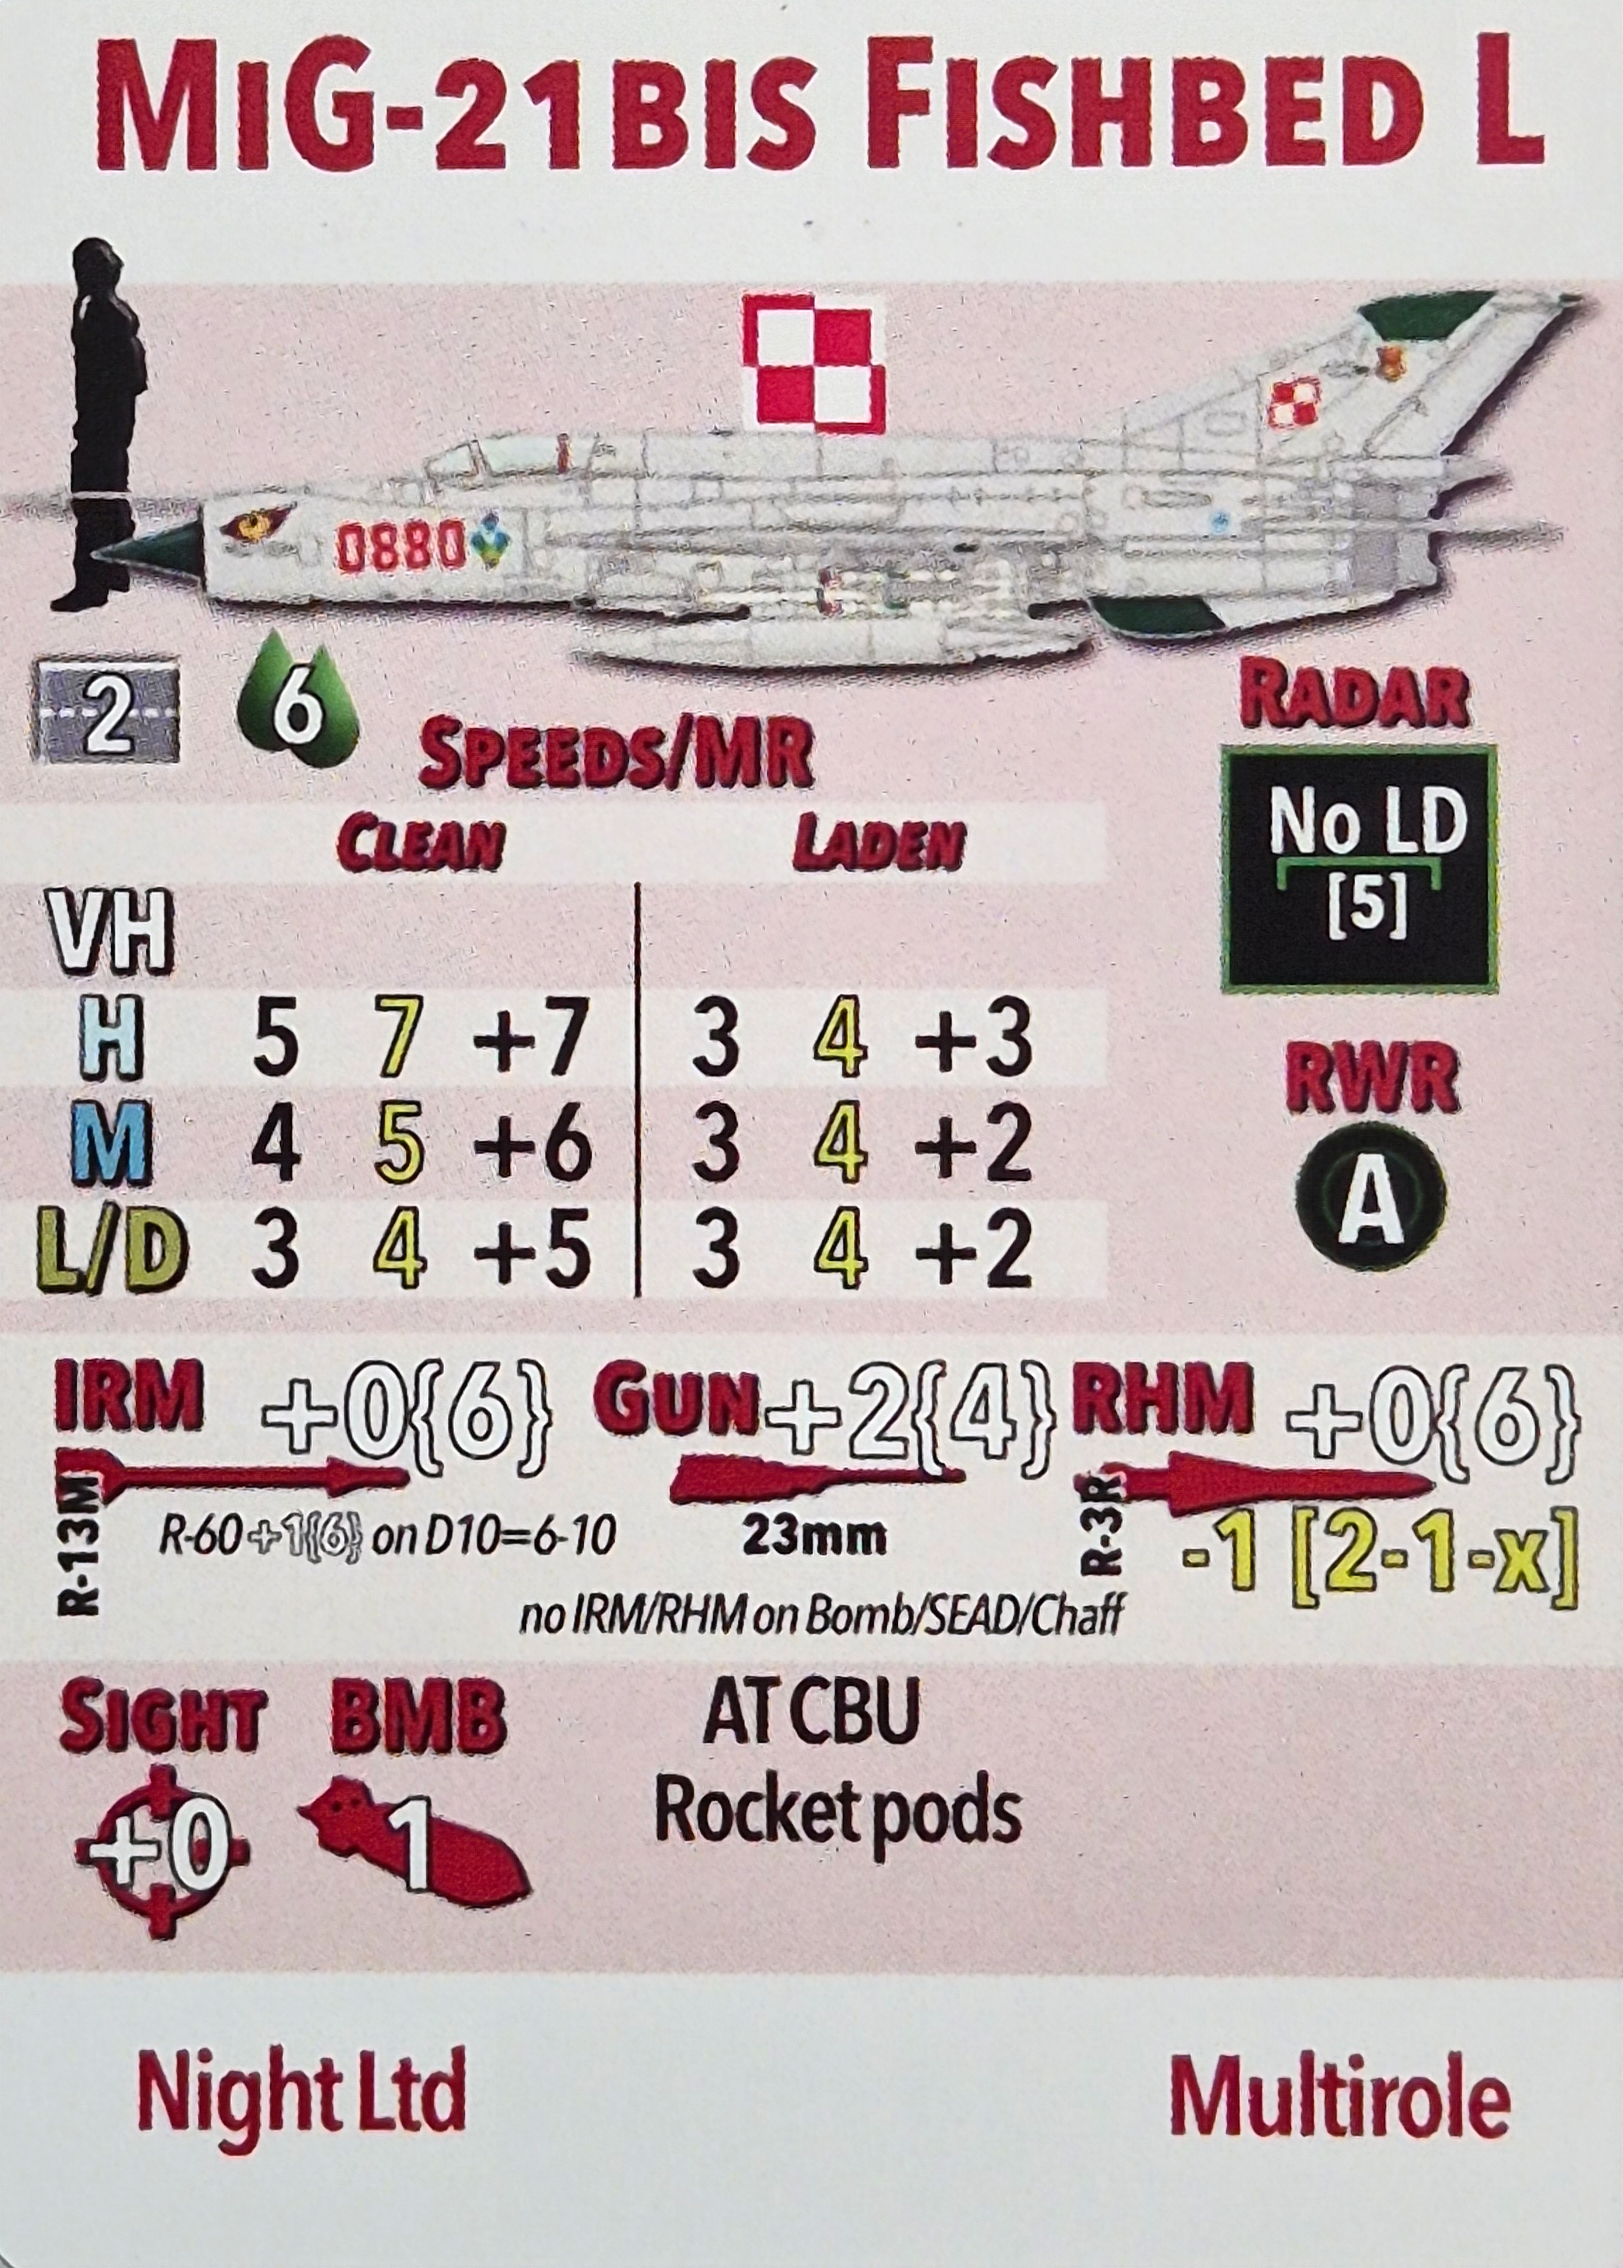 MiG-21BIS FISHBED L
0880
2 6
RADAR
SPEEDS/MR
No LD
[5]
CLEAN LADEN
VH
H 5 7 +7 3 4 +3
RWR
M 4 5 +6 3 4 +2
A
L/D 3 4 +5 3 4 +2
IRM +0{6} GUN +2{4} RHM +0{6}
R-13M
R-60 +1{6} on D10=6-10
23mm
R-3R
-1 [2-1-x]
no IRM/RHM on Bomb/SEAD/Chaff
SIGHT BMB AT CBU
+0 1 Rocket pods
Night Ltd Multirole